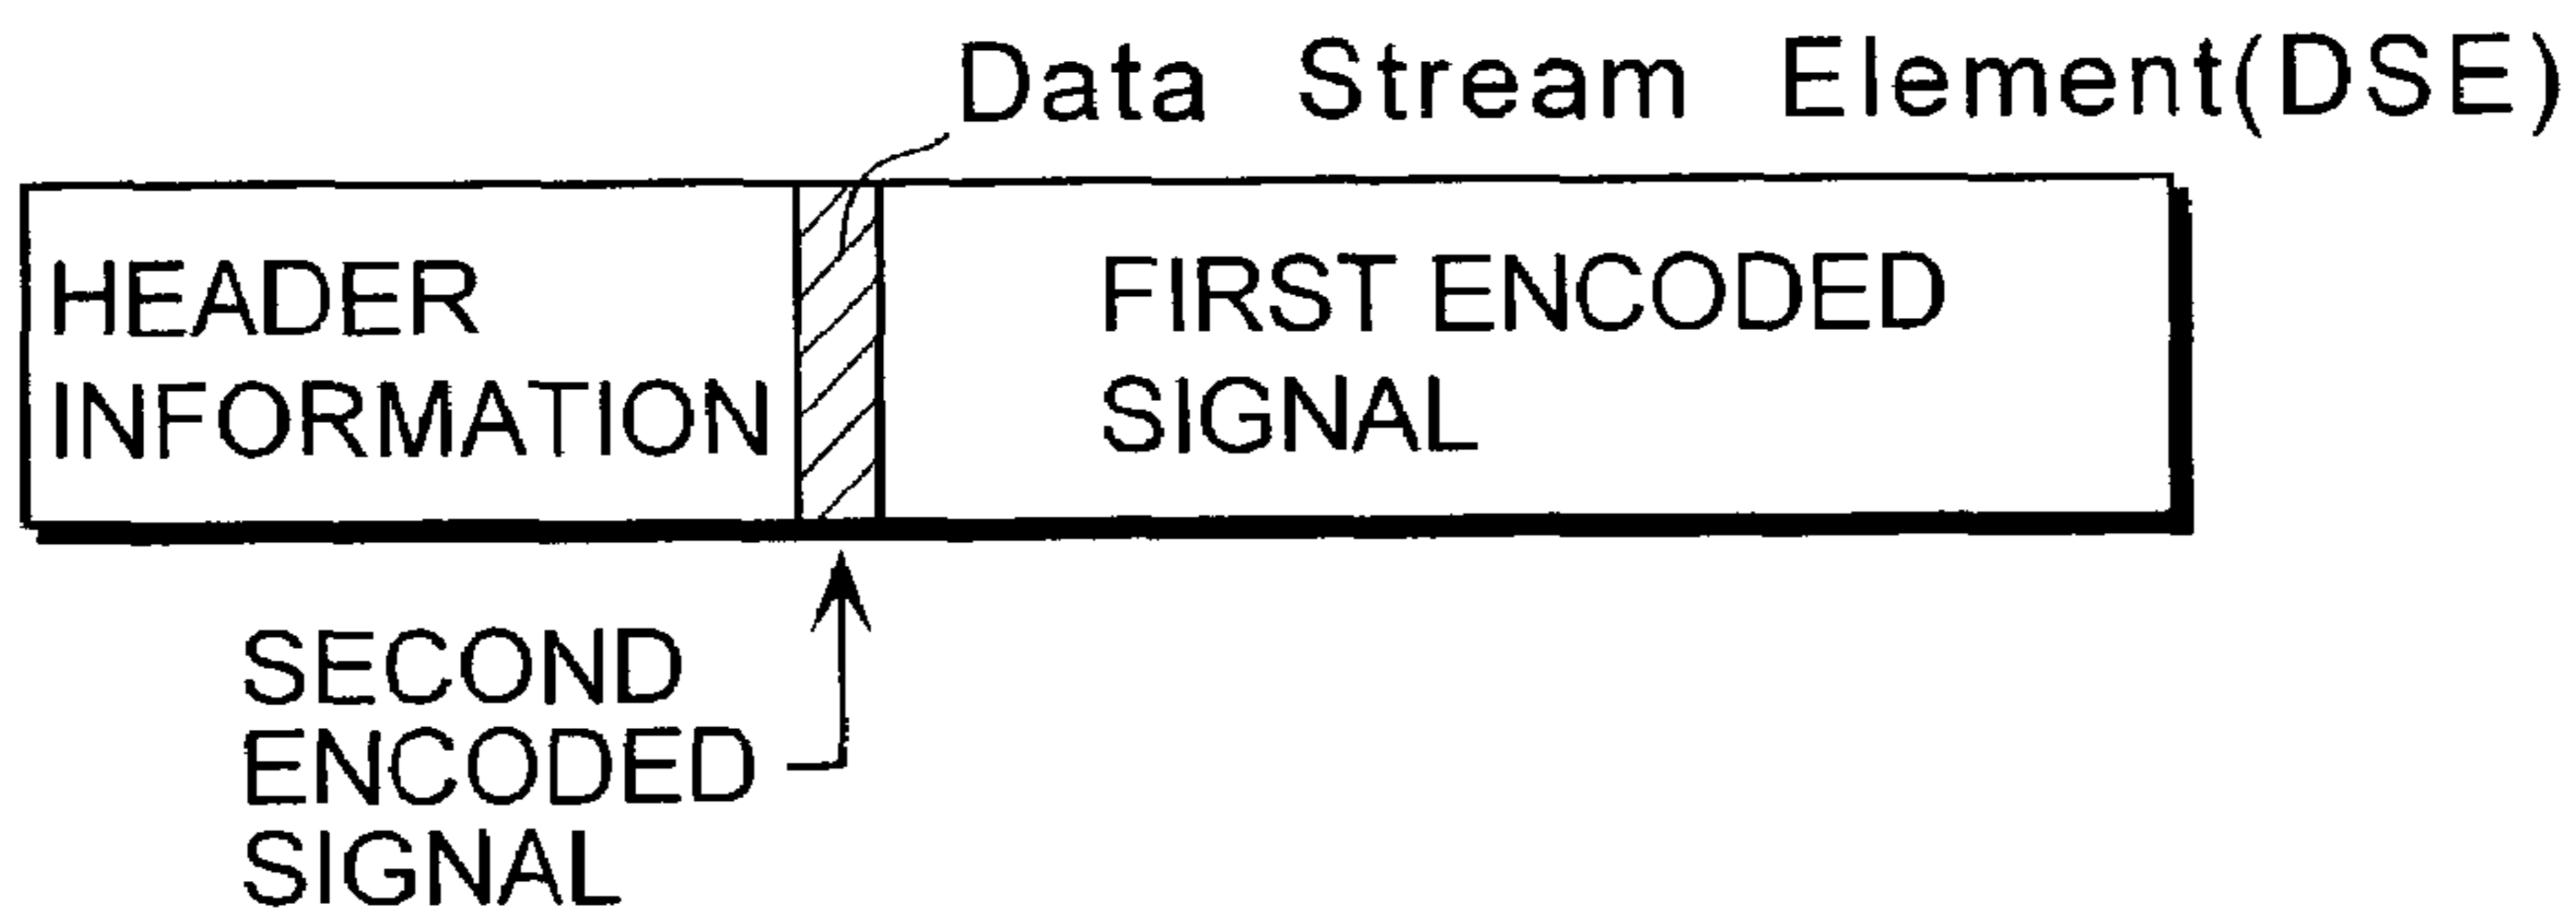 Data Stream Element(DSE)
HEADER
INFORMATION
FIRST ENCODED
SIGNAL
SECOND
ENCODED
SIGNAL